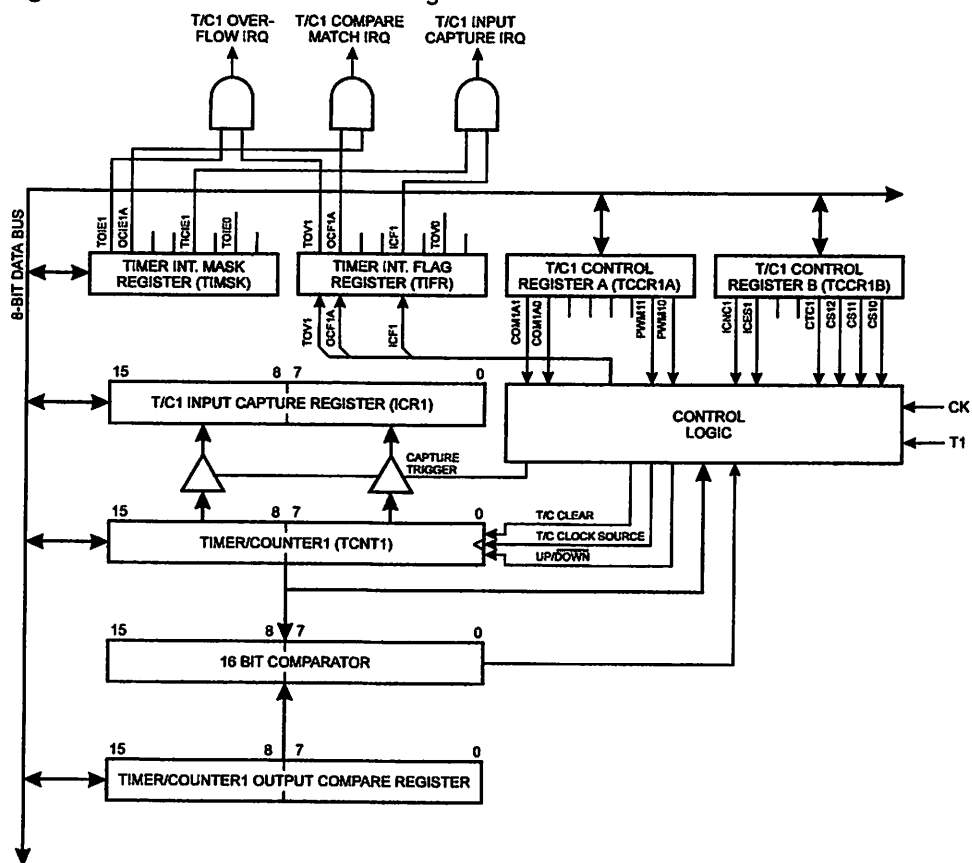 T/C1 OVER-
FLOW IRQ
T/C1 COMPARE
MATCH IRQ
T/C1 INPUT
CAPTURE IRQ
8-BIT DATA BUS
TOIE1
OCIE1A
TICIE1
TOIE0
TOV1
OCF1A
ICF1
TOV0
TIMER INT. MASK
REGISTER (TIMSK)
TIMER INT. FLAG
REGISTER (TIFR)
T/C1 CONTROL
REGISTER A (TCCR1A)
T/C1 CONTROL
REGISTER B (TCCR1B)
TOV1
OCF1A
ICF1
COM1A1
COM1A0
PWM11
PWM10
ICNC1
ICES1
CTC1
CS12
CS11
CS10
15 8 7 0
T/C1 INPUT CAPTURE REGISTER (ICR1)
CONTROL
LOGIC
CK
T1
CAPTURE
TRIGGER
15 8 7 0
TIMER/COUNTER1 (TCNT1)
T/C CLEAR
T/C CLOCK SOURCE
UP/DOWN
15 8 7 0
16 BIT COMPARATOR
15 8 7 0
TIMER/COUNTER1 OUTPUT COMPARE REGISTER